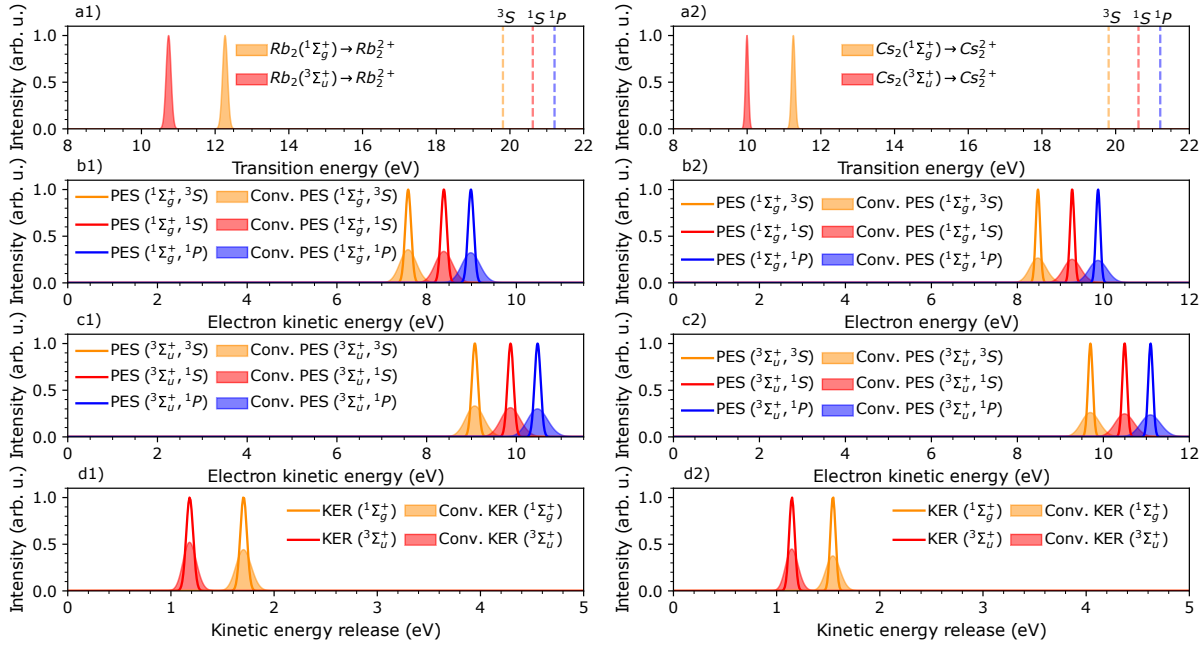 a1)
³S ¹S ¹P
Intensity (arb. u.)
1.0
0.5
0.0
Rb₂(¹Σg⁺) → Rb₂²⁺
Rb₂(³Σu⁺) → Rb₂²⁺
8 10 12 14 16 18 20 22
Transition energy (eV)
b1)
Intensity (arb. u.)
1.0
0.5
0.0
PES (¹Σg⁺, ³S) Conv. PES (¹Σg⁺, ³S)
PES (¹Σg⁺, ¹S) Conv. PES (¹Σg⁺, ¹S)
PES (¹Σg⁺, ¹P) Conv. PES (¹Σg⁺, ¹P)
0 2 4 6 8 10
Electron kinetic energy (eV)
c1)
Intensity (arb. u.)
1.0
0.5
0.0
PES (³Σu⁺, ³S) Conv. PES (³Σu⁺, ³S)
PES (³Σu⁺, ¹S) Conv. PES (³Σu⁺, ¹S)
PES (³Σu⁺, ¹P) Conv. PES (³Σu⁺, ¹P)
0 2 4 6 8 10
Electron kinetic energy (eV)
d1)
Intensity (arb. u.)
1.0
0.5
0.0
KER (¹Σg⁺) Conv. KER (¹Σg⁺)
KER (³Σu⁺) Conv. KER (³Σu⁺)
0 1 2 3 4 5
Kinetic energy release (eV)
a2)
³S ¹S ¹P
Intensity (arb. u.)
1.0
0.5
0.0
Cs₂(¹Σg⁺) → Cs₂²⁺
Cs₂(³Σu⁺) → Cs₂²⁺
8 10 12 14 16 18 20 22
Transition energy (eV)
b2)
Intensity (arb. u.)
1.0
0.5
0.0
PES (¹Σg⁺, ³S) Conv. PES (¹Σg⁺, ³S)
PES (¹Σg⁺, ¹S) Conv. PES (¹Σg⁺, ¹S)
PES (¹Σg⁺, ¹P) Conv. PES (¹Σg⁺, ¹P)
0 2 4 6 8 10 12
Electron kinetic energy (eV)
c2)
Intensity (arb. u.)
1.0
0.5
0.0
PES (³Σu⁺, ³S) Conv. PES (³Σu⁺, ³S)
PES (³Σu⁺, ¹S) Conv. PES (³Σu⁺, ¹S)
PES (³Σu⁺, ¹P) Conv. PES (³Σu⁺, ¹P)
0 2 4 6 8 10 12
Electron kinetic energy (eV)
d2)
Intensity (arb. u.)
1.0
0.5
0.0
KER (¹Σg⁺) Conv. KER (¹Σg⁺)
KER (³Σu⁺) Conv. KER (³Σu⁺)
0 1 2 3 4 5
Kinetic energy release (eV)